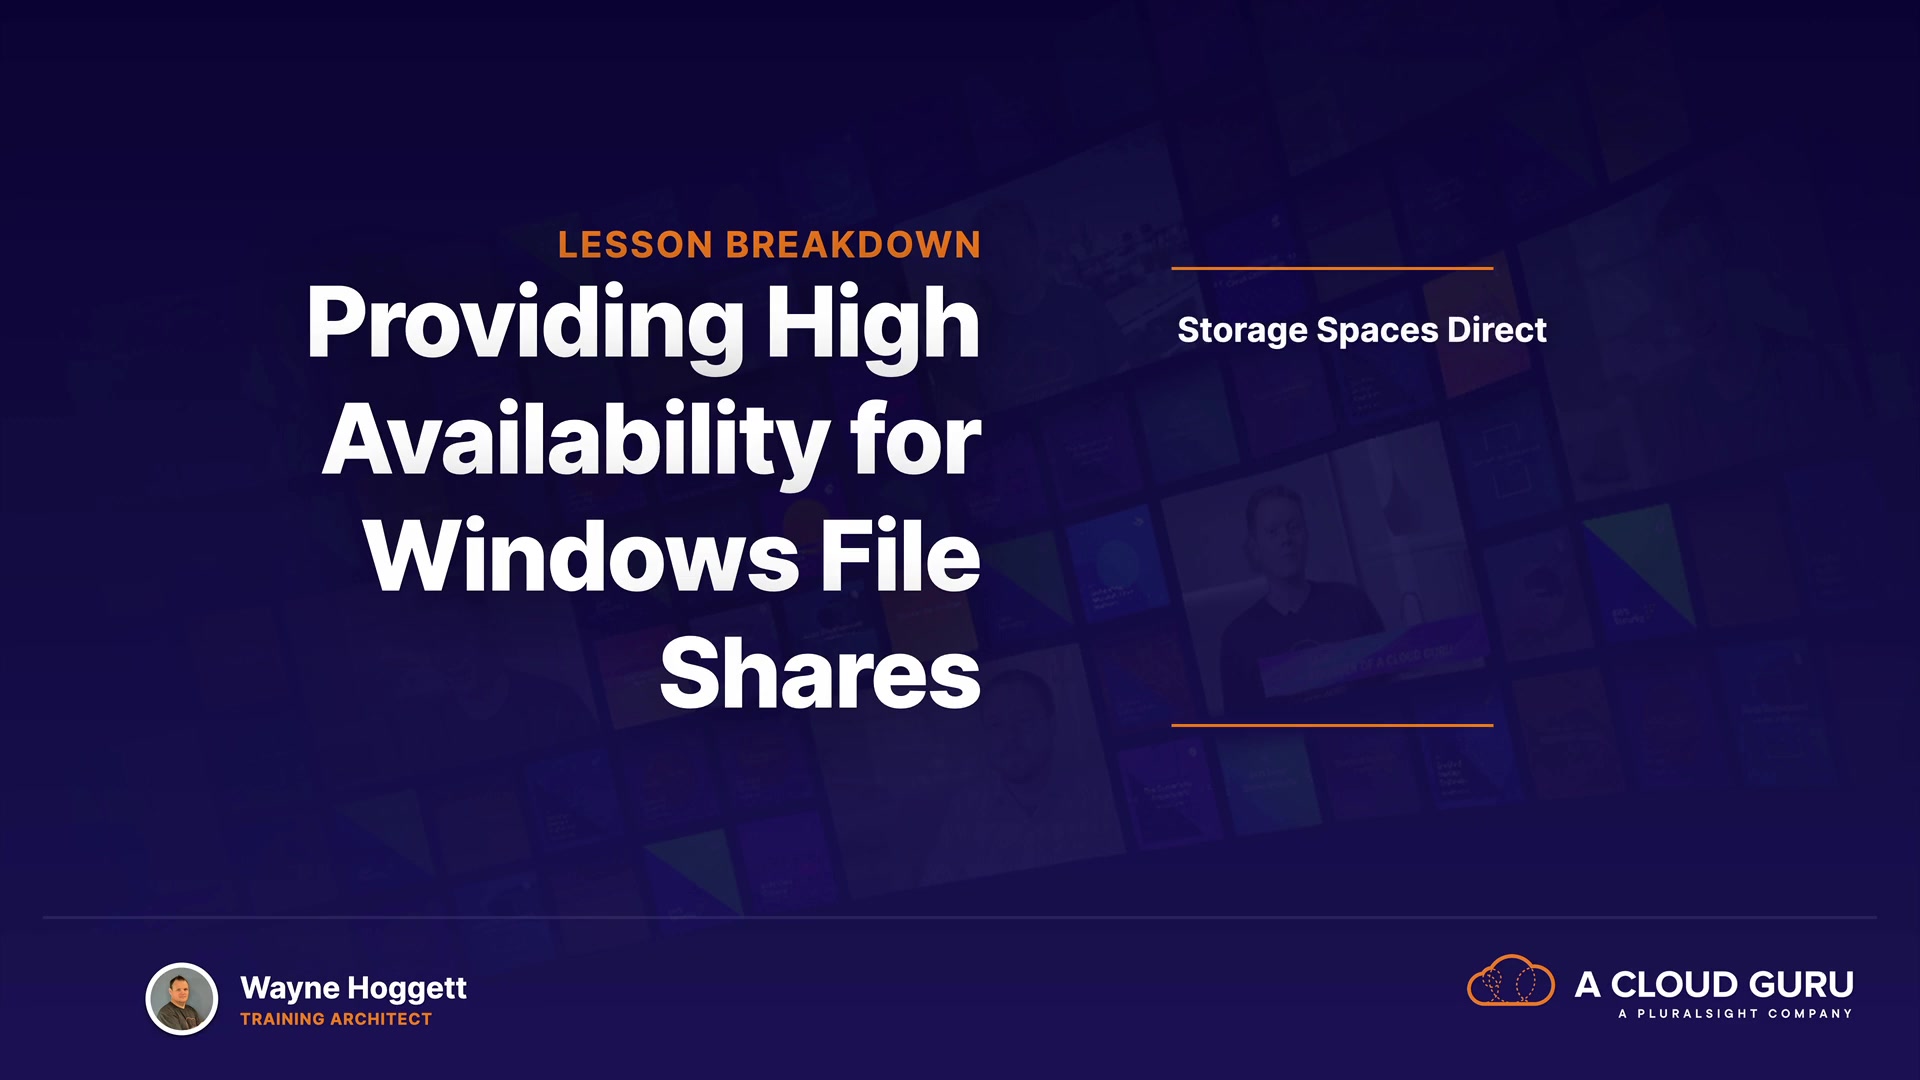 LESSON BREAKDOWN
Providing High
Availability for
Windows File
Shares
Storage Spaces Direct
Wayne Hoggett
TRAINING ARCHITECT
A CLOUD GURU
A PLURALSIGHT COMPANY